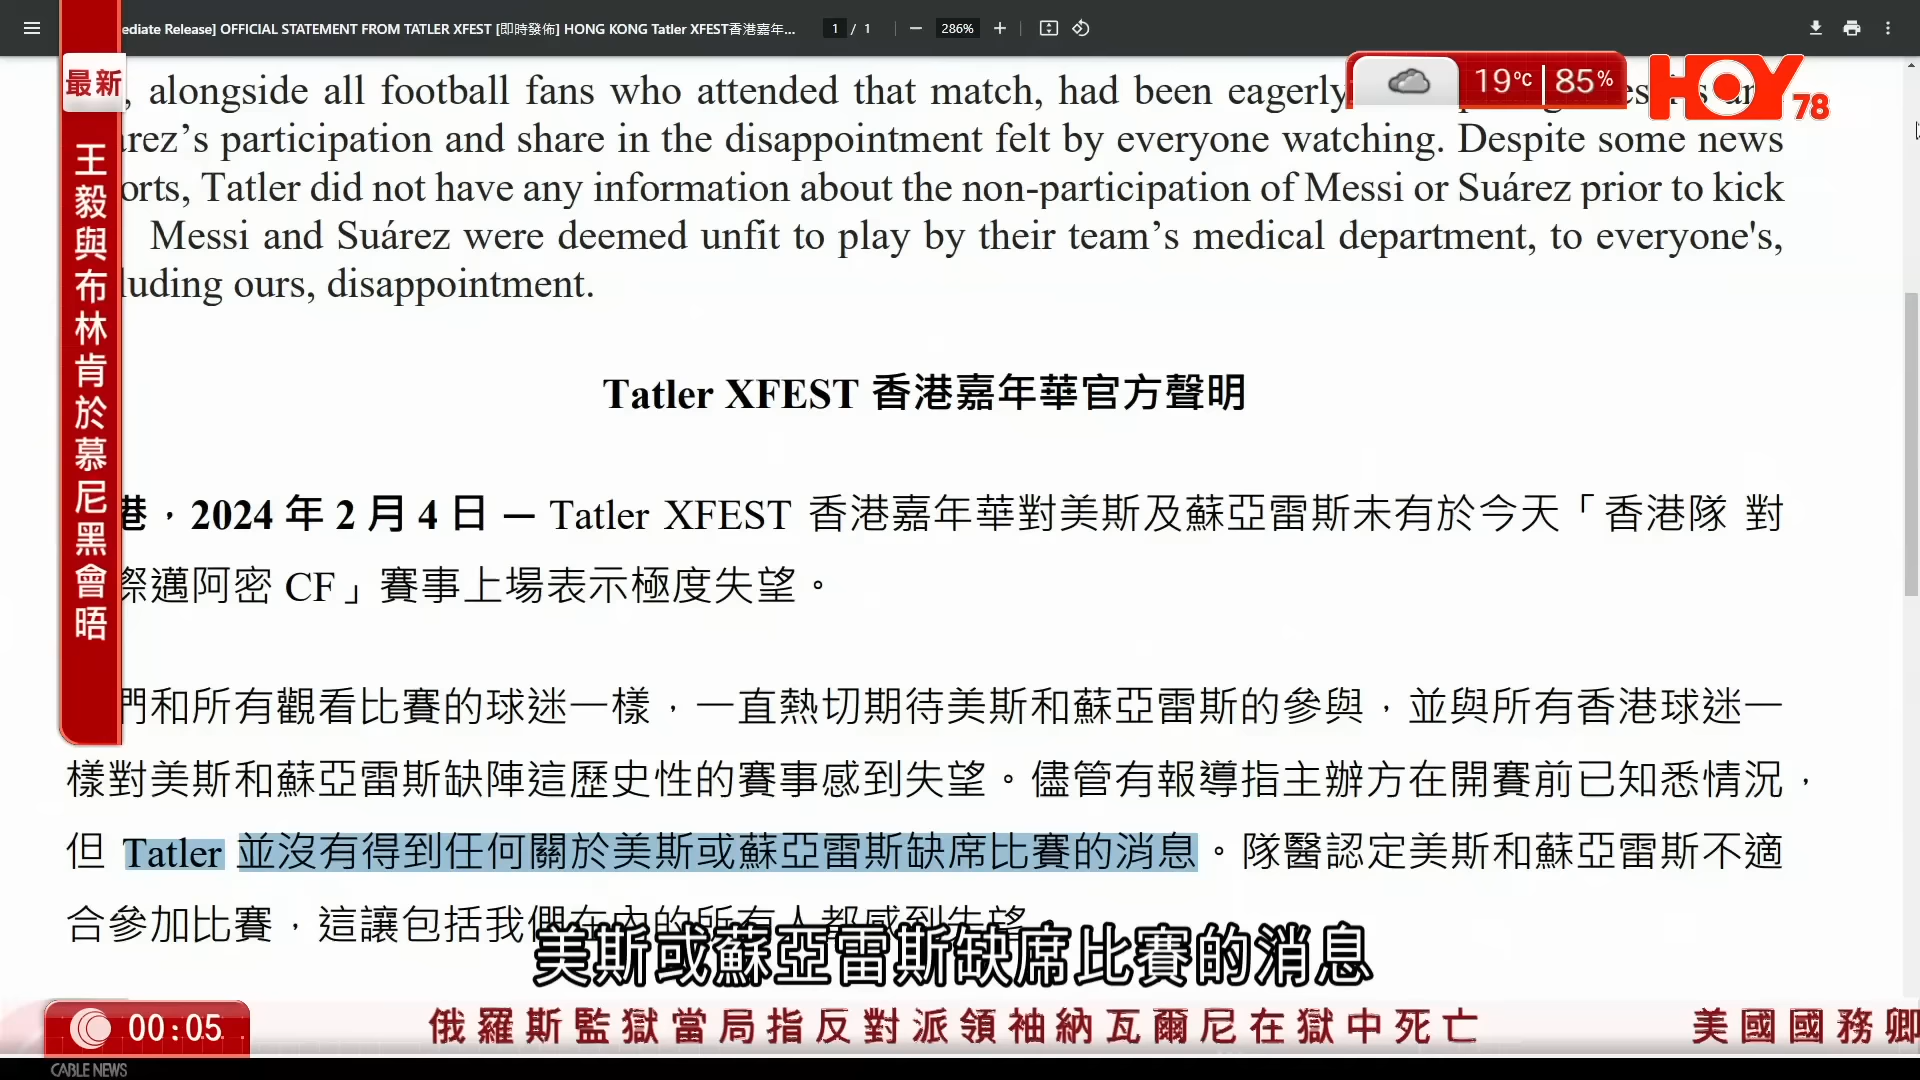 ediate Release] OFFICIAL STATEMENT FROM TATLER XFEST [即時發佈] HONG KONG Tatler XFEST香港嘉年...
1 / 1
286%
最新
王毅與布林肯於慕尼黑會晤
19°C 85%
HOY 78
, alongside all football fans who attended that match, had been eagerly
rez's participation and share in the disappointment felt by everyone watching. Despite some news
orts, Tatler did not have any information about the non-participation of Messi or Suárez prior to kick
Messi and Suárez were deemed unfit to play by their team's medical department, to everyone's,
luding ours, disappointment.
Tatler XFEST 香港嘉年華官方聲明
港，2024 年 2 月 4 日 — Tatler XFEST 香港嘉年華對美斯及蘇亞雷斯未有於今天「香港隊 對
際邁阿密 CF」賽事上場表示極度失望。
們和所有觀看比賽的球迷一樣，一直熱切期待美斯和蘇亞雷斯的參與，並與所有香港球迷一
樣對美斯和蘇亞雷斯缺陣這歷史性的賽事感到失望。儘管有報導指主辦方在開賽前已知悉情況，
但 Tatler 並沒有得到任何關於美斯或蘇亞雷斯缺席比賽的消息。隊醫認定美斯和蘇亞雷斯不適
合參加比賽，這讓包括我們在內的所有人都感到失望。
美斯或蘇亞雷斯缺席比賽的消息
00:05
俄羅斯監獄當局指反對派領袖納瓦爾尼在獄中死亡 美國國務卿
CABLE NEWS